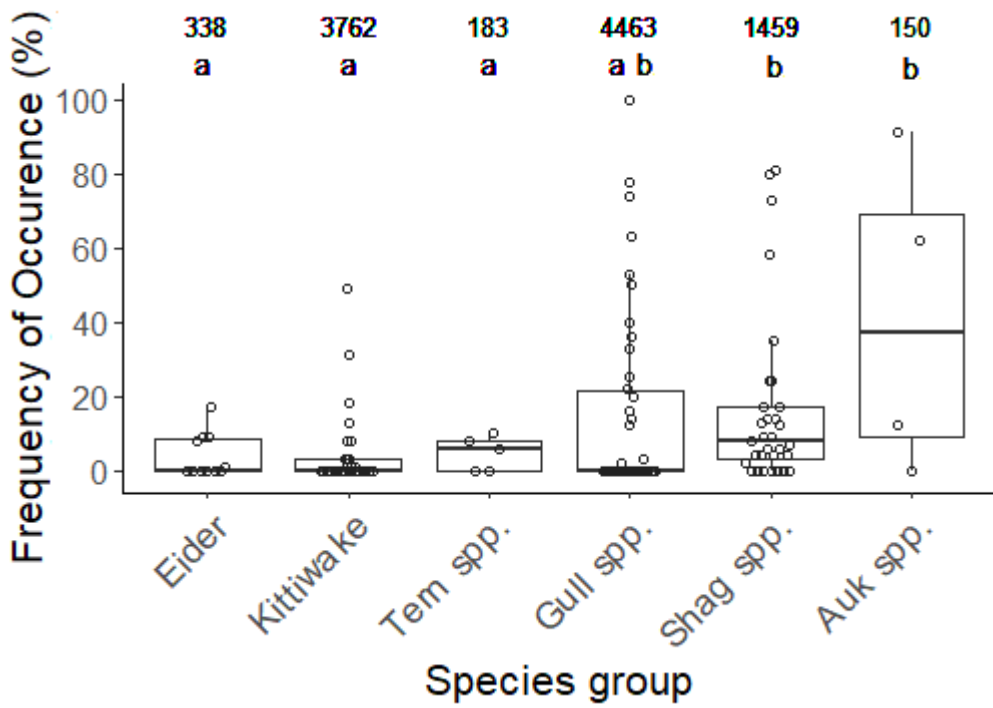 338 3762 183 4463 1459 150
a a a a b b b
Frequency of Occurence (%)
100
80
60
40
20
0
Eider
Kittiwake
Tern spp.
Gull spp.
Shag spp.
Auk spp.
Species group